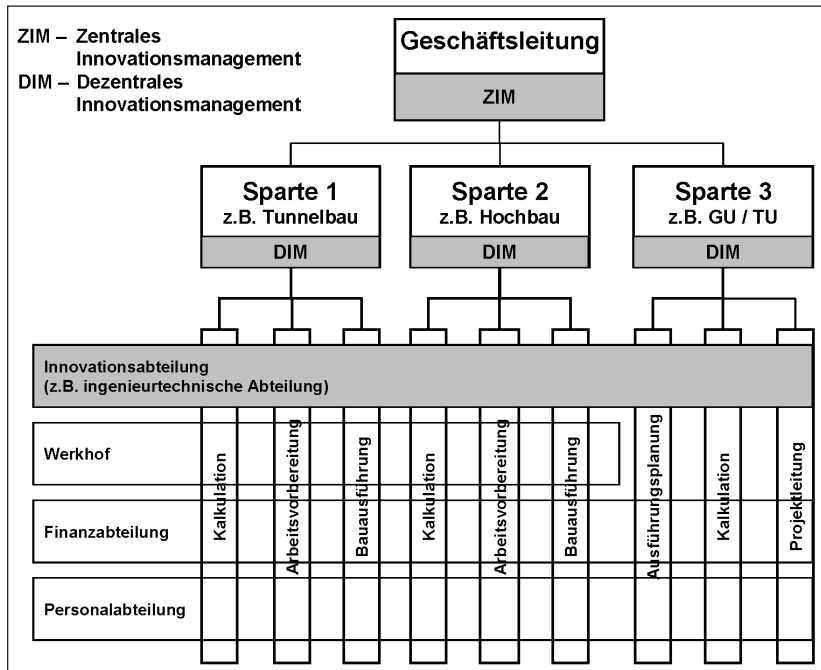 ZIM – Zentrales
Innovationsmanagement
DIM – Dezentrales
Innovationsmanagement
Geschäftsleitung
ZIM
Sparte 1
z.B. Tunnelbau
DIM
Sparte 2
z.B. Hochbau
DIM
Sparte 3
z.B. GU / TU
DIM
Innovationsabteilung
(z.B. ingenieurtechnische Abteilung)
Werkhof
Finanzabteilung
Personalabteilung
Kalkulation
Arbeitsvorbereitung
Bauausführung
Kalkulation
Arbeitsvorbereitung
Bauausführung
Ausführungsplanung
Kalkulation
Projektleitung